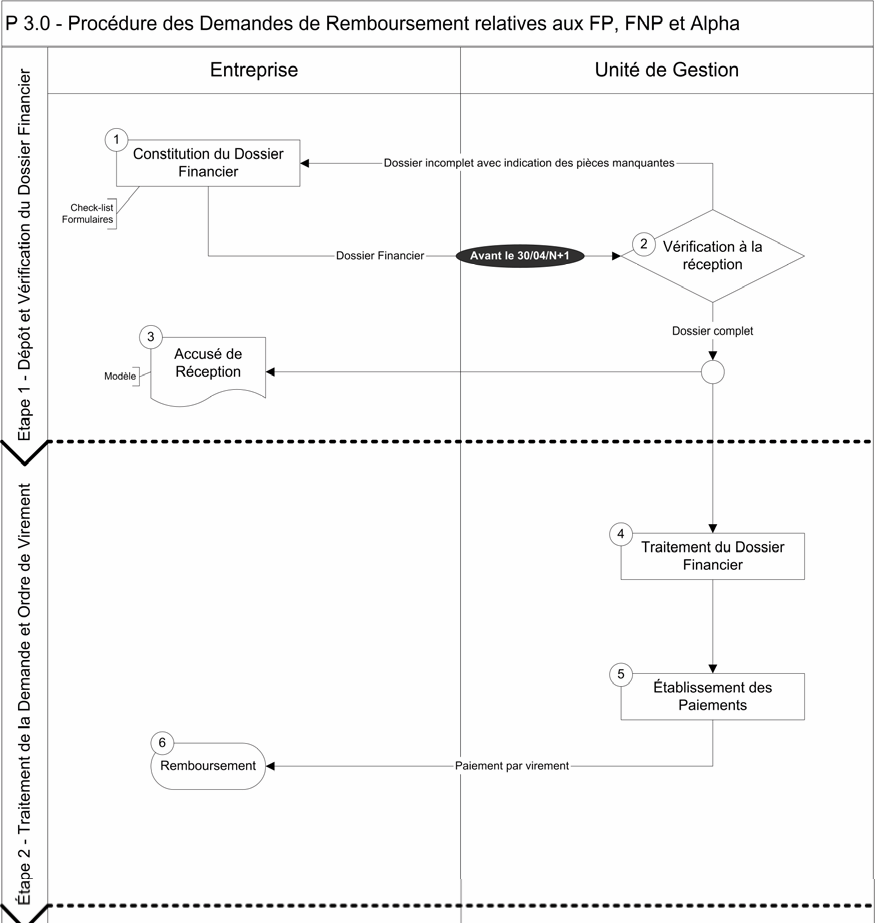 P 3.0 - Procédure des Demandes de Remboursement relatives aux FP, FNP et Alpha
Entreprise
Unité de Gestion
Etape 1 - Dépôt et Vérification du Dossier Financier
1
Constitution du Dossier
Financier
Dossier incomplet avec indication des pièces manquantes
Check-list
Formulaires
2
Vérification à la
réception
Dossier Financier
Avant le 30/04/N+1
Dossier complet
3
Accusé de
Réception
Modèle
Étape 2 - Traitement de la Demande et Ordre de Virement
4
Traitement du Dossier
Financier
5
Établissement des
Paiements
6
Remboursement
Paiement par virement